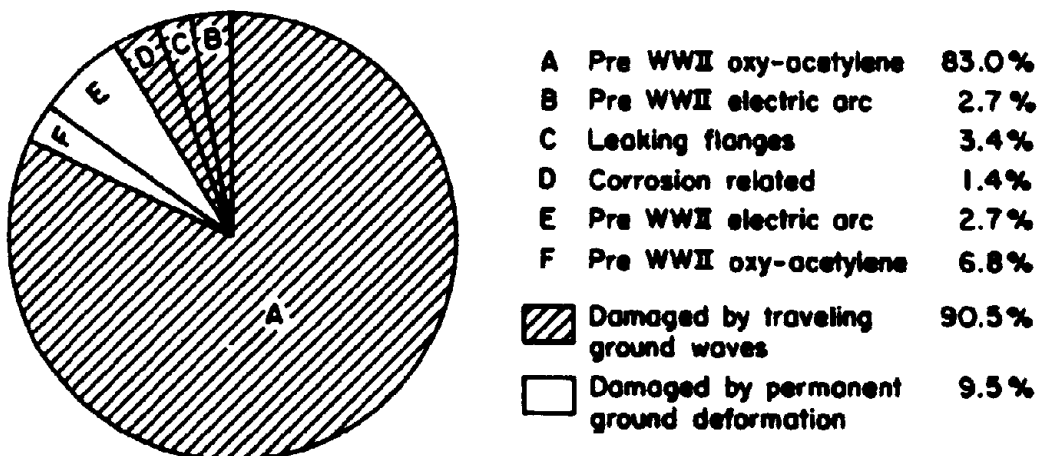 A Pre WWII oxy-acetylene 83.0%
B Pre WWII electric arc 2.7%
C Leaking flanges 3.4%
D Corrosion related 1.4%
E Pre WWII electric arc 2.7%
F Pre WWII oxy-acetylene 6.8%
Damaged by traveling 90.5%
ground waves
Damaged by permanent 9.5%
ground deformation
D C B
E
F
A